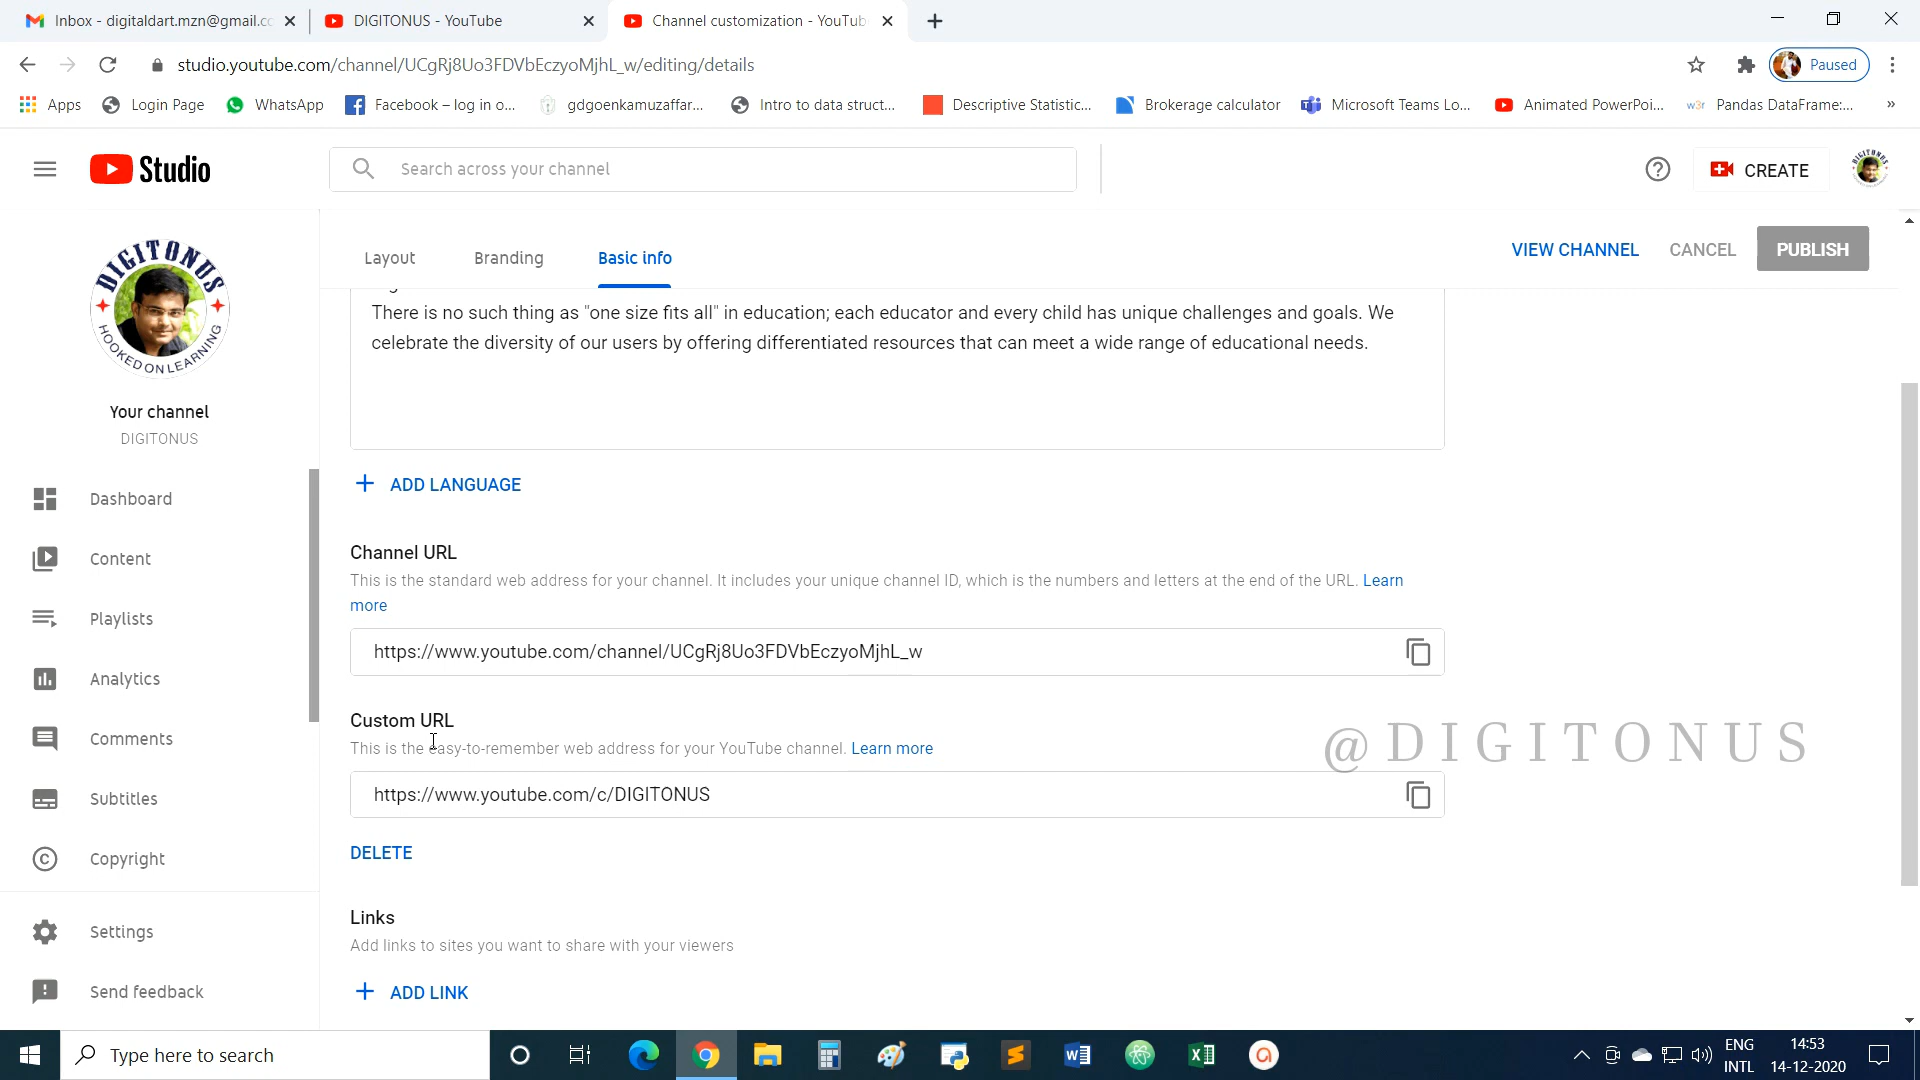 Inbox - digitaldart.mzn@gmail.co
DIGITONUS - YouTube
Channel customization - YouTub
studio.youtube.com/channel/UCgRj8Uo3FDVbEczyoMjhL_w/editing/details
Paused
Apps
Login Page
WhatsApp
Facebook – log in o...
gdgoenkamuzaffar...
Intro to data struct...
Descriptive Statistic...
Brokerage calculator
Microsoft Teams Lo...
Animated PowerPoi...
w3r
Pandas DataFrame:...
»
Studio
Search across your channel
CREATE
DIGITONUS
HOOKED ON LEARNING
Your channel
DIGITONUS
Dashboard
Content
Playlists
Analytics
Comments
Subtitles
Copyright
Settings
Send feedback
Layout
Branding
Basic info
VIEW CHANNEL
CANCEL
PUBLISH
There is no such thing as "one size fits all" in education; each educator and every child has unique challenges and goals. We
celebrate the diversity of our users by offering differentiated resources that can meet a wide range of educational needs.
ADD LANGUAGE
Channel URL
This is the standard web address for your channel. It includes your unique channel ID, which is the numbers and letters at the end of the URL. Learn
more
https://www.youtube.com/channel/UCgRj8Uo3FDVbEczyoMjhL_w
Custom URL
This is the easy-to-remember web address for your YouTube channel. Learn more
@DIGITONUS
https://www.youtube.com/c/DIGITONUS
DELETE
Links
Add links to sites you want to share with your viewers
ADD LINK
Type here to search
ENG
INTL
14:53
14-12-2020